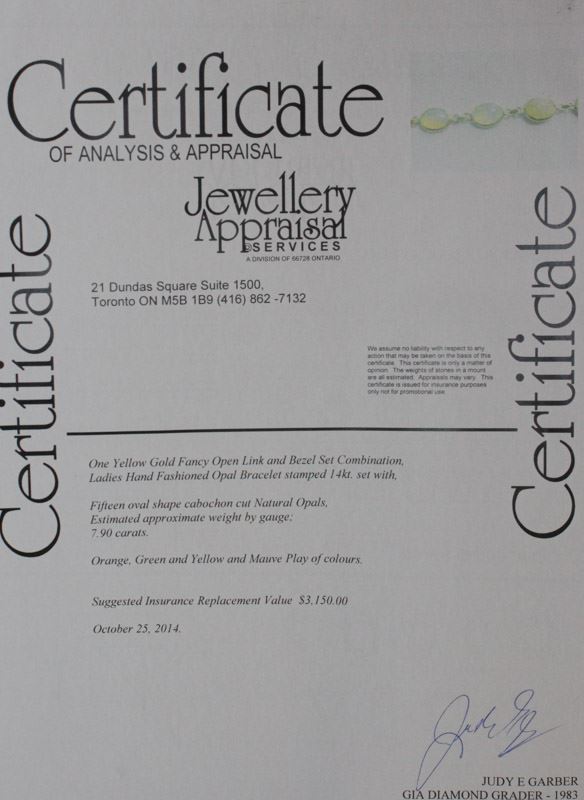 Certificate
OF ANALYSIS & APPRAISAL
Jewellery
Appraisal
© SERVICES
A DIVISION OF 66728 ONTARIO
Certificate
Certificate
21 Dundas Square Suite 1500,
Toronto ON M5B 1B9 (416) 862 -7132
We assume no liability with respect to any
action that may be taken on the basis of this
certificate. This certificate is only a matter of
opinion. The weights of stones in a mount
are all estimated. Appraisals may vary. This
certificate is issued for insurance purposes
only not for promotional use
One Yellow Gold Fancy Open Link and Bezel Set Combination,
Ladies Hand Fashioned Opal Bracelet stamped 14kt. set with,
Fifteen oval shape cabochon cut Natural Opals,
Estimated approximate weight by gauge;
7.90 carats.
Orange, Green and Yellow and Mauve Play of colours.
Suggested Insurance Replacement Value $3,150.00
October 25, 2014.
JUDY E GARBER
GIA DIAMOND GRADER - 1983